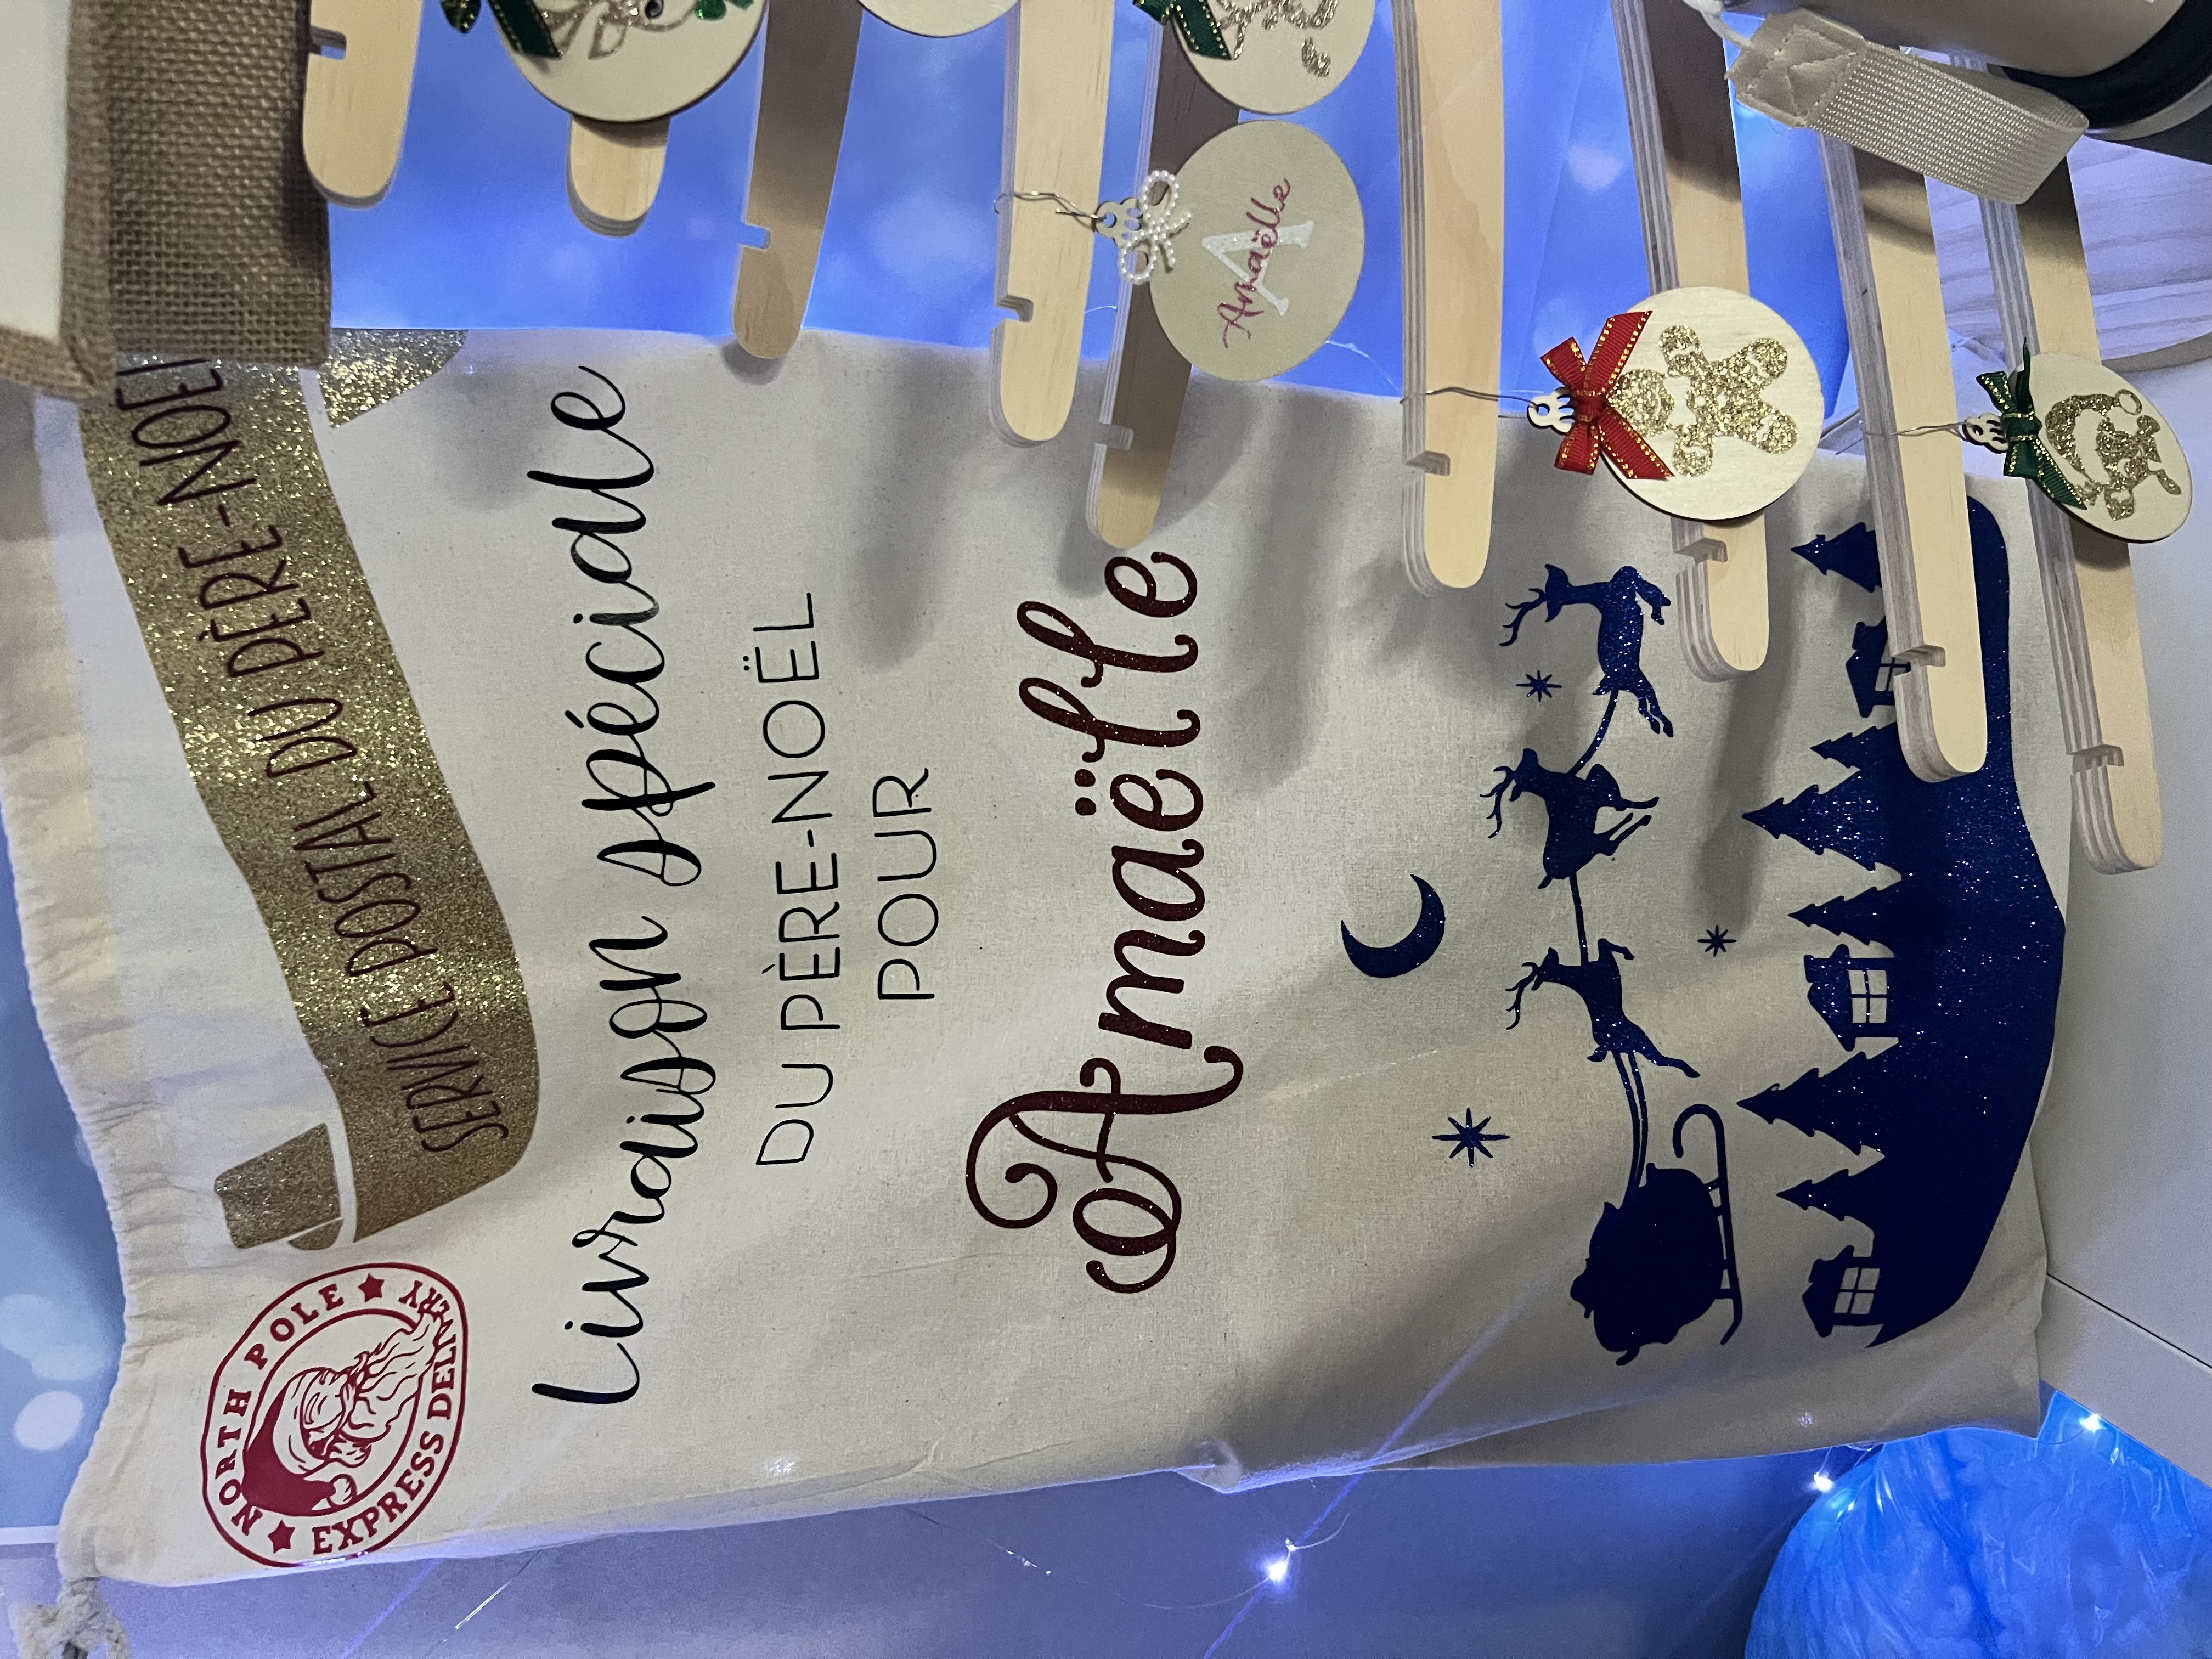 SERVICE POSTAL DU PÈRE-NOËL
NORTH POLE
EXPRESS DELIVERY
Livraison spéciale
DU PÈRE-NOËL
POUR
Amaëlle
A
Amaëlle